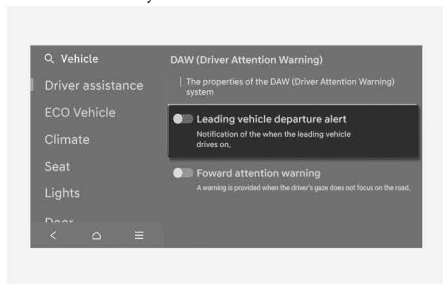 Vehicle
Driver assistance
ECO Vehicle
Climate
Seat
Lights
Door
DAW (Driver Attention Warning)
The properties of the DAW (Driver Attention Warning)
system
Leading vehicle departure alert
Notification of the when the leading vehicle
drives on,
Foward attention warning
A warning is provided when the driver's gaze does not focus on the road,